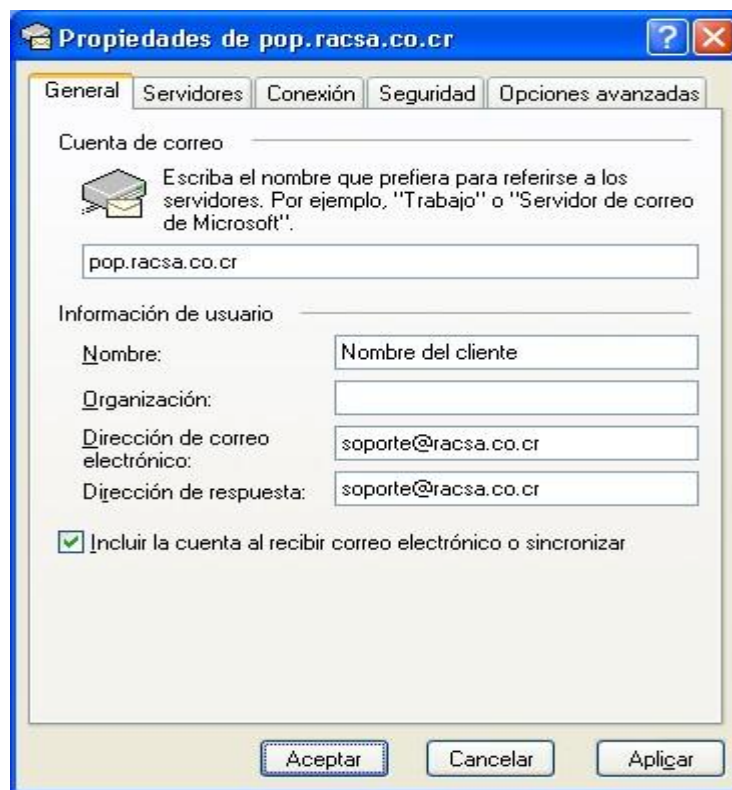 Propiedades de pop.racsa.co.cr
General Servidores Conexión Seguridad Opciones avanzadas
Cuenta de correo
Escriba el nombre que prefiera para referirse a los
servidores. Por ejemplo, "Trabajo" o "Servidor de correo
de Microsoft".
pop.racsa.co.cr
Información de usuario
Nombre: Nombre del cliente
Organización:
Dirección de correo
electrónico: soporte@racsa.co.cr
Dirección de respuesta: soporte@racsa.co.cr
Incluir la cuenta al recibir correo electrónico o sincronizar
Aceptar Cancelar Aplicar